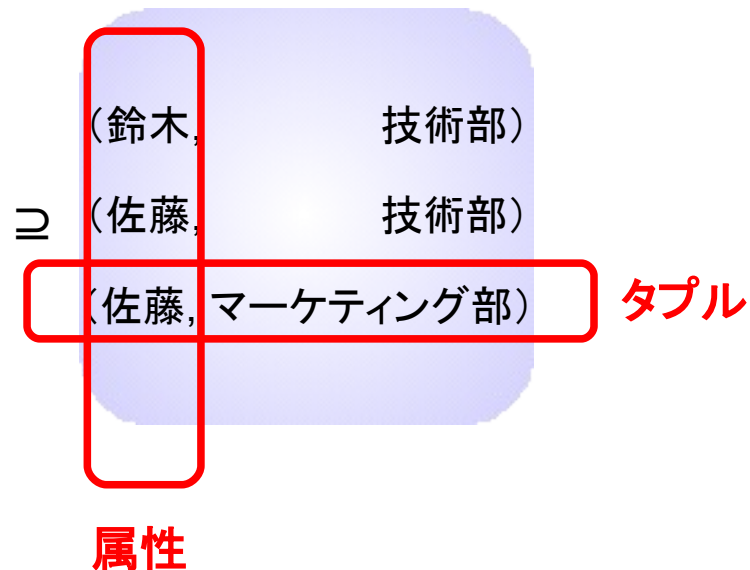 (鈴木, 技術部)
⊇ (佐藤, 技術部)
(佐藤, マーケティング部) タプル
属性